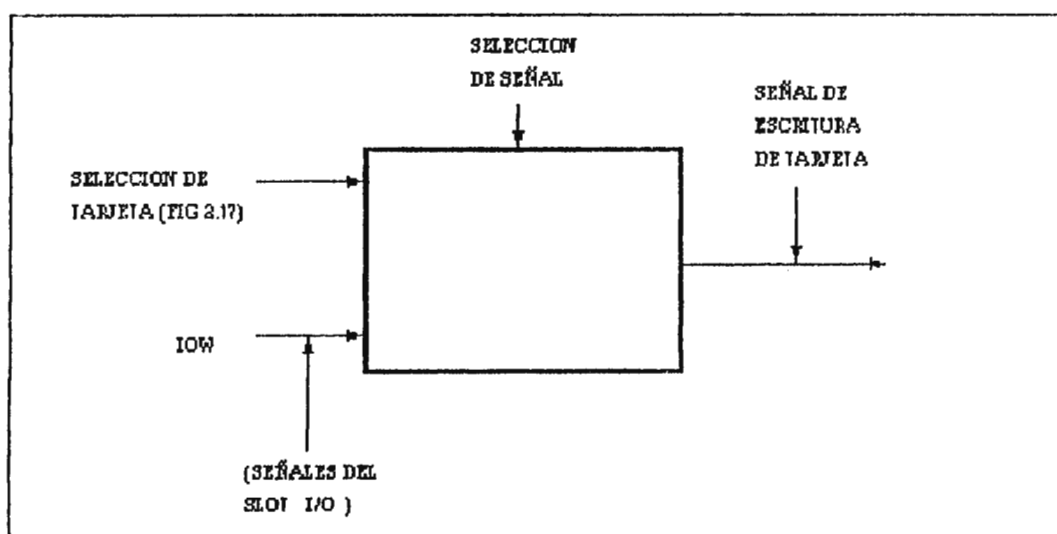 SELECCION
DE SEÑAL
SEÑAL DE
ESCRITURA
DE TARJETA
SELECCION DE
TARJETA (FIG 2.17)
IOW
(SEÑALES DEL
SLOT I/O )